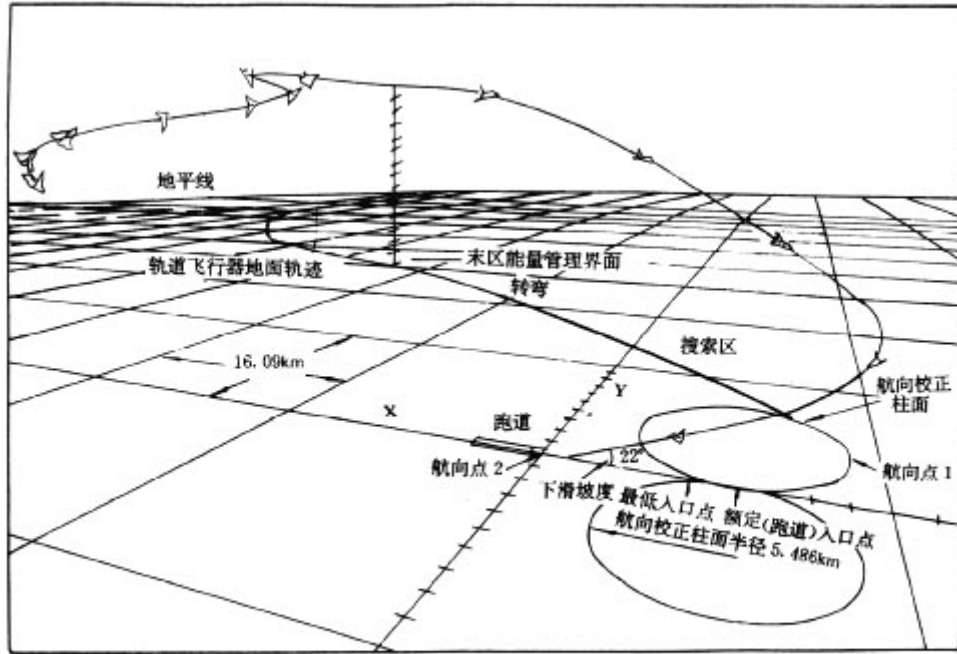 地平线
轨道飞行器地面轨迹
末区能量管理界面
转弯
16.09km
搜索区
航向校正
柱面
X
Y
跑道
航向点2
22°
航向点1
下滑坡度
最低入口点
额定(跑道)入口点
航向校正柱面半径5.486km